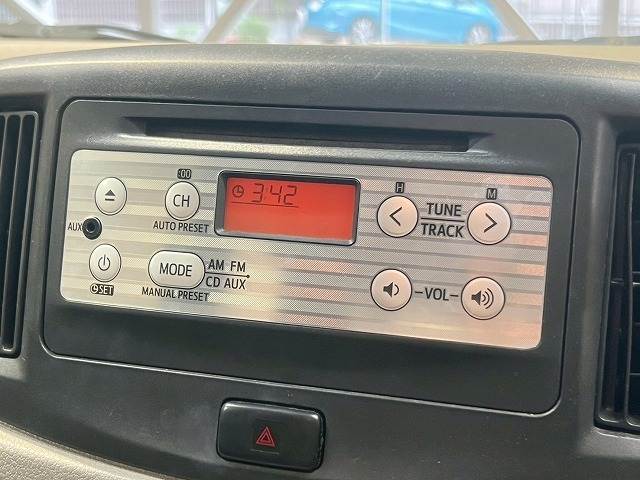 :00
CH
AUTO PRESET
3:42
H
M
<
TUNE
TRACK
>
AUX
MODE
AM FM
CD AUX
MANUAL PRESET
SET
-VOL-